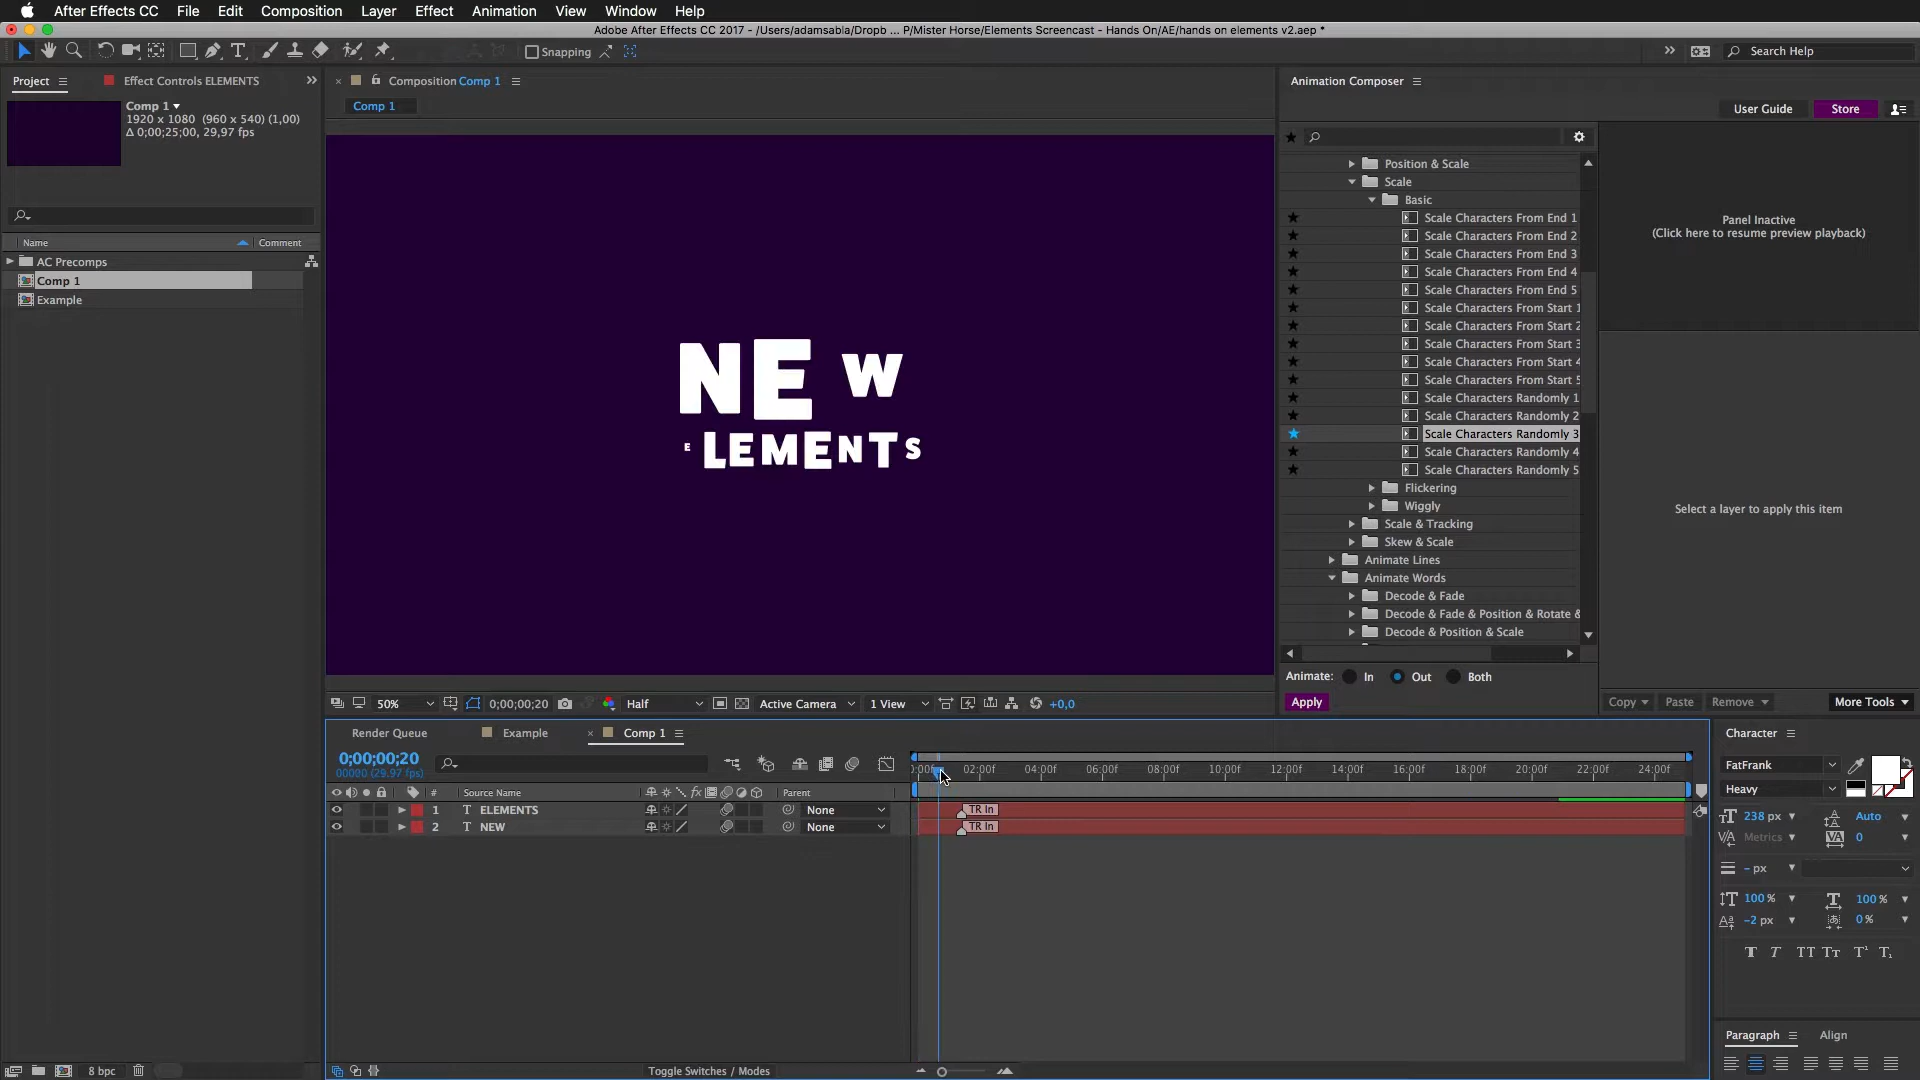 After Effects CC File Edit Composition Layer Effect Animation View Window Help
Adobe After Effects CC 2017 - /Users/adamsabla/Dropb ... P/Mister Horse/Elements Screencast - Hands On/AE/hands on elements v2.aep *
Snapping
Search Help
Project
Effect Controls ELEMENTS
Composition Comp 1
Animation Composer
Comp 1
1920 x 1080 (960 x 540) (1,00)
Δ 0;00;25;00, 29,97 fps
Comp 1
User Guide
Store
Name
Comment
AC Precomps
Comp 1
Example
NEW
ELEMENTS
Position & Scale
Scale
Basic
Scale Characters From End 1
Scale Characters From End 2
Scale Characters From End 3
Scale Characters From End 4
Scale Characters From End 5
Scale Characters From Start 1
Scale Characters From Start 2
Scale Characters From Start 3
Scale Characters From Start 4
Scale Characters From Start 5
Scale Characters Randomly 1
Scale Characters Randomly 2
Scale Characters Randomly 3
Scale Characters Randomly 4
Scale Characters Randomly 5
Flickering
Wiggly
Scale & Tracking
Skew & Scale
Animate Lines
Animate Words
Decode & Fade
Decode & Fade & Position & Rotate &
Decode & Position & Scale
Panel Inactive
(Click here to resume preview playback)
Select a layer to apply this item
Animate: In Out Both
Apply
Copy
Paste
Remove
More Tools
50%
0;00;00;20
Half
Active Camera
1 View
+0,0
Render Queue
Example
Comp 1
0;00;00;20
00000 (29.97 fps)
):00f 02:00f 04:00f 06:00f 08:00f 10:00f 12:00f 14:00f 16:00f 18:00f 20:00f 22:00f 24:00f
# Source Name
Parent
1 T ELEMENTS None TR In
2 T NEW None TR In
Character
FatFrank
Heavy
238 px
Auto
Metrics
0
– px
100 %
100 %
–2 px
0 %
T T TT Tт T¹ T₁
Paragraph
Align
8 bpc
Toggle Switches / Modes